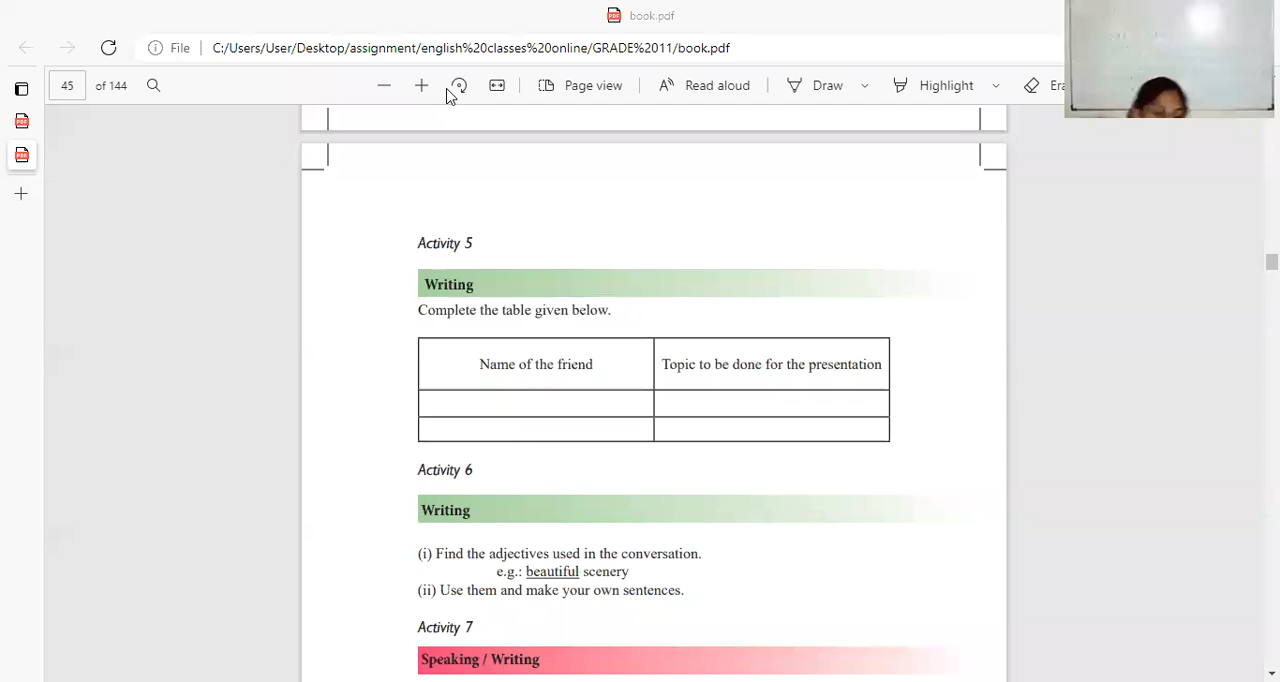 book.pdf
File C:/Users/User/Desktop/assignment/english%20classes%20online/GRADE%2011/book.pdf
45 of 144 Page view Read aloud Draw Highlight
Activity 5
Writing
Complete the table given below.
Name of the friend Topic to be done for the presentation
Activity 6
Writing
(i) Find the adjectives used in the conversation.
e.g.: beautiful scenery
(ii) Use them and make your own sentences.
Activity 7
Speaking / Writing